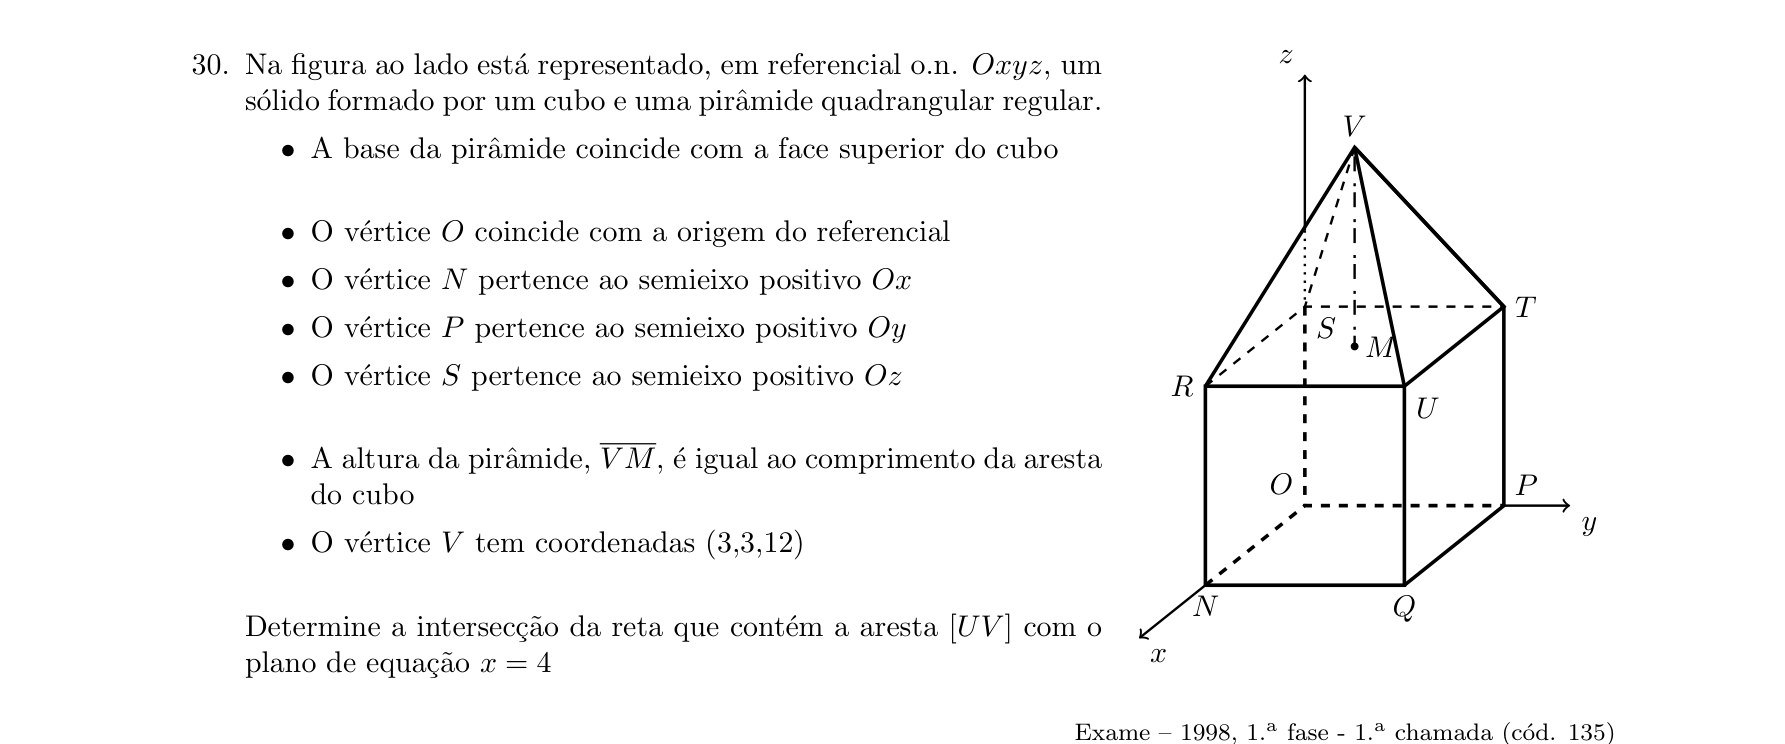 30. Na figura ao lado está representado, em referencial o.n. Oxyz, um
sólido formado por um cubo e uma pirâmide quadrangular regular.
• A base da pirâmide coincide com a face superior do cubo
• O vértice O coincide com a origem do referencial
• O vértice N pertence ao semieixo positivo Ox
• O vértice P pertence ao semieixo positivo Oy
• O vértice S pertence ao semieixo positivo Oz
• A altura da pirâmide, \overline{VM}, é igual ao comprimento da aresta
do cubo
• O vértice V tem coordenadas (3,3,12)
Determine a intersecção da reta que contém a aresta [UV] com o
plano de equação x = 4
z
V
T
S
M
R
U
O
P
y
N
Q
x
Exame – 1998, 1.ª fase - 1.ª chamada (cód. 135)